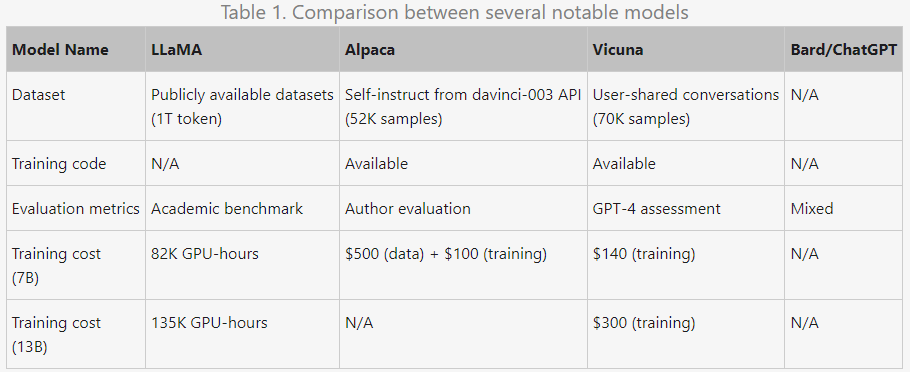 Table 1. Comparison between several notable models
Model Name LLaMA Alpaca Vicuna Bard/ChatGPT
Dataset Publicly available datasets Self-instruct from davinci-003 API User-shared conversations N/A
(1T token) (52K samples) (70K samples)
Training code N/A Available Available N/A
Evaluation metrics Academic benchmark Author evaluation GPT-4 assessment Mixed
Training cost 82K GPU-hours $500 (data) + $100 (training) $140 (training) N/A
(7B)
Training cost 135K GPU-hours N/A $300 (training) N/A
(13B)